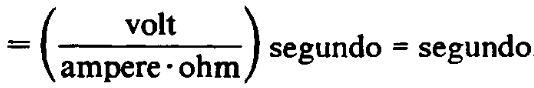 = (volt / ampere · ohm) segundo = segundo.